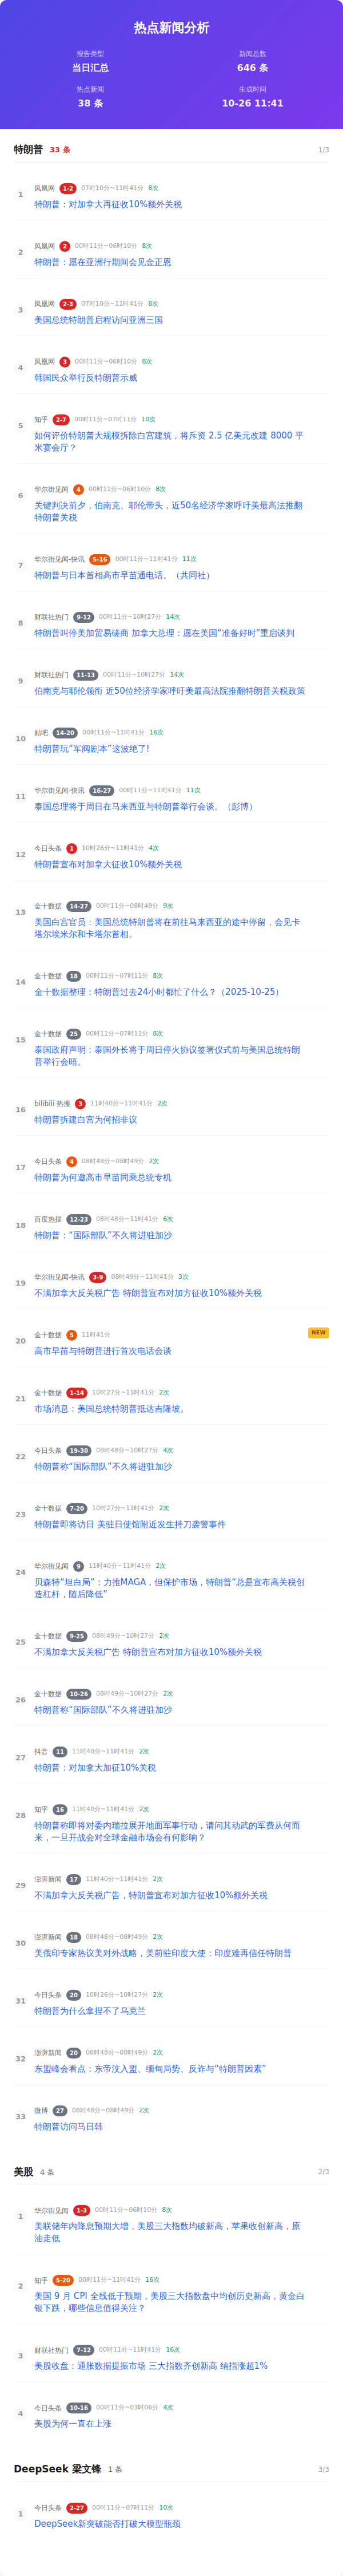 热点新闻分析
报告类型 新闻总数
当日汇总 646 条
热点新闻 生成时间
38 条 10-26 11:41
特朗普 33 条 1/3
1 凤凰网 1-2 07时10分~11时41分 8次
特朗普：对加拿大再征收10%额外关税
2 凤凰网 2 00时11分~06时10分 8次
特朗普：愿在亚洲行期间会见金正恩
3 凤凰网 2-3 07时10分~11时41分 8次
美国总统特朗普启程访问亚洲三国
4 凤凰网 3 00时11分~06时10分 8次
韩国民众举行反特朗普示威
5 知乎 2-7 00时11分~07时11分 10次
如何评价特朗普大规模拆除白宫建筑，将斥资 2.5 亿美元改建 8000 平
米宴会厅？
6 华尔街见闻 4 00时11分~06时10分 8次
关键判决前夕，伯南克、耶伦带头，近50名经济学家呼吁美最高法推翻
特朗普关税
7 华尔街见闻-快讯 5-16 00时11分~11时41分 11次
特朗普与日本首相高市早苗通电话。（共同社）
8 财联社热门 9-12 00时11分~10时27分 14次
特朗普叫停美加贸易磋商 加拿大总理：愿在美国“准备好时”重启谈判
9 财联社热门 11-13 00时11分~10时27分 14次
伯南克与耶伦领衔 近50位经济学家呼吁美最高法院推翻特朗普关税政策
10 贴吧 14-20 00时11分~11时41分 16次
特朗普玩“军阀剧本”这波绝了!
11 华尔街见闻-快讯 16-27 00时11分~11时41分 11次
泰国总理将于周日在马来西亚与特朗普举行会谈。（彭博）
12 今日头条 1 10时26分~11时41分 4次
特朗普宣布对加拿大征收10%额外关税
13 金十数据 14-27 00时11分~08时49分 9次
美国白宫官员：美国总统特朗普将在前往马来西亚的途中停留，会见卡
塔尔埃米尔和卡塔尔首相。
14 金十数据 18 00时11分~07时11分 8次
金十数据整理：特朗普过去24小时都忙了什么？（2025-10-25）
15 金十数据 25 00时11分~07时11分 8次
泰国政府声明：泰国外长将于周日停火协议签署仪式前与美国总统特朗
普举行会晤。
16 bilibili 热搜 3 11时40分~11时41分 2次
特朗普拆建白宫为何招非议
17 今日头条 4 08时48分~08时49分 2次
特朗普为何邀高市早苗同乘总统专机
18 百度热搜 12-23 08时48分~11时41分 6次
特朗普：“国际部队”不久将进驻加沙
19 华尔街见闻-快讯 3-9 08时49分~11时41分 3次
不满加拿大反关税广告 特朗普宣布对加方征收10%额外关税
20 金十数据 5 11时41分 NEW
高市早苗与特朗普进行首次电话会谈
21 金十数据 1-14 10时27分~11时41分 2次
市场消息：美国总统特朗普抵达吉隆坡。
22 今日头条 19-30 08时48分~10时27分 4次
特朗普称“国际部队”不久将进驻加沙
23 金十数据 7-20 10时27分~11时41分 2次
特朗普即将访日 美驻日使馆附近发生持刀袭警事件
24 华尔街见闻 9 11时40分~11时41分 2次
贝森特“坦白局”：力推MAGA，但保护市场，特朗普“总是宣布高关税创
造杠杆，随后降低”
25 金十数据 9-25 08时49分~10时27分 2次
不满加拿大反关税广告 特朗普宣布对加方征收10%额外关税
26 金十数据 10-26 08时49分~10时27分 2次
特朗普称“国际部队”不久将进驻加沙
27 抖音 11 11时40分~11时41分 2次
特朗普：对加拿大加征10%关税
28 知乎 16 11时40分~11时41分 2次
特朗普称即将对委内瑞拉展开地面军事行动，请问其动武的军费从何而
来，一旦开战会对全球金融市场会有何影响？
29 澎湃新闻 17 11时40分~11时41分 2次
不满加拿大反关税广告，特朗普宣布对加方征收10%额外关税
30 澎湃新闻 18 08时48分~08时49分 2次
美俄印专家热议美对外战略，美前驻印度大使：印度难再信任特朗普
31 今日头条 20 10时26分~10时27分 2次
特朗普为什么拿捏不了乌克兰
32 澎湃新闻 20 08时48分~08时49分 2次
东盟峰会看点：东帝汶入盟、缅甸局势、反诈与“特朗普因素”
33 微博 27 08时48分~08时49分 2次
特朗普访问马日韩
美股 4 条 2/3
1 华尔街见闻 1-3 00时11分~06时10分 8次
美联储年内降息预期大增，美股三大指数均破新高，苹果收创新高，原
油走低
2 知乎 5-20 00时11分~11时41分 16次
美国 9 月 CPI 全线低于预期，美股三大指数盘中均创历史新高，黄金白
银下跌，哪些信息值得关注？
3 财联社热门 7-12 00时11分~11时41分 16次
美股收盘：通胀数据提振市场 三大指数齐创新高 纳指涨超1%
4 今日头条 10-16 00时11分~03时06分 4次
美股为何一直在上涨
DeepSeek 梁文锋 1 条 3/3
1 今日头条 2-27 00时11分~07时11分 10次
DeepSeek新突破能否打破大模型瓶颈